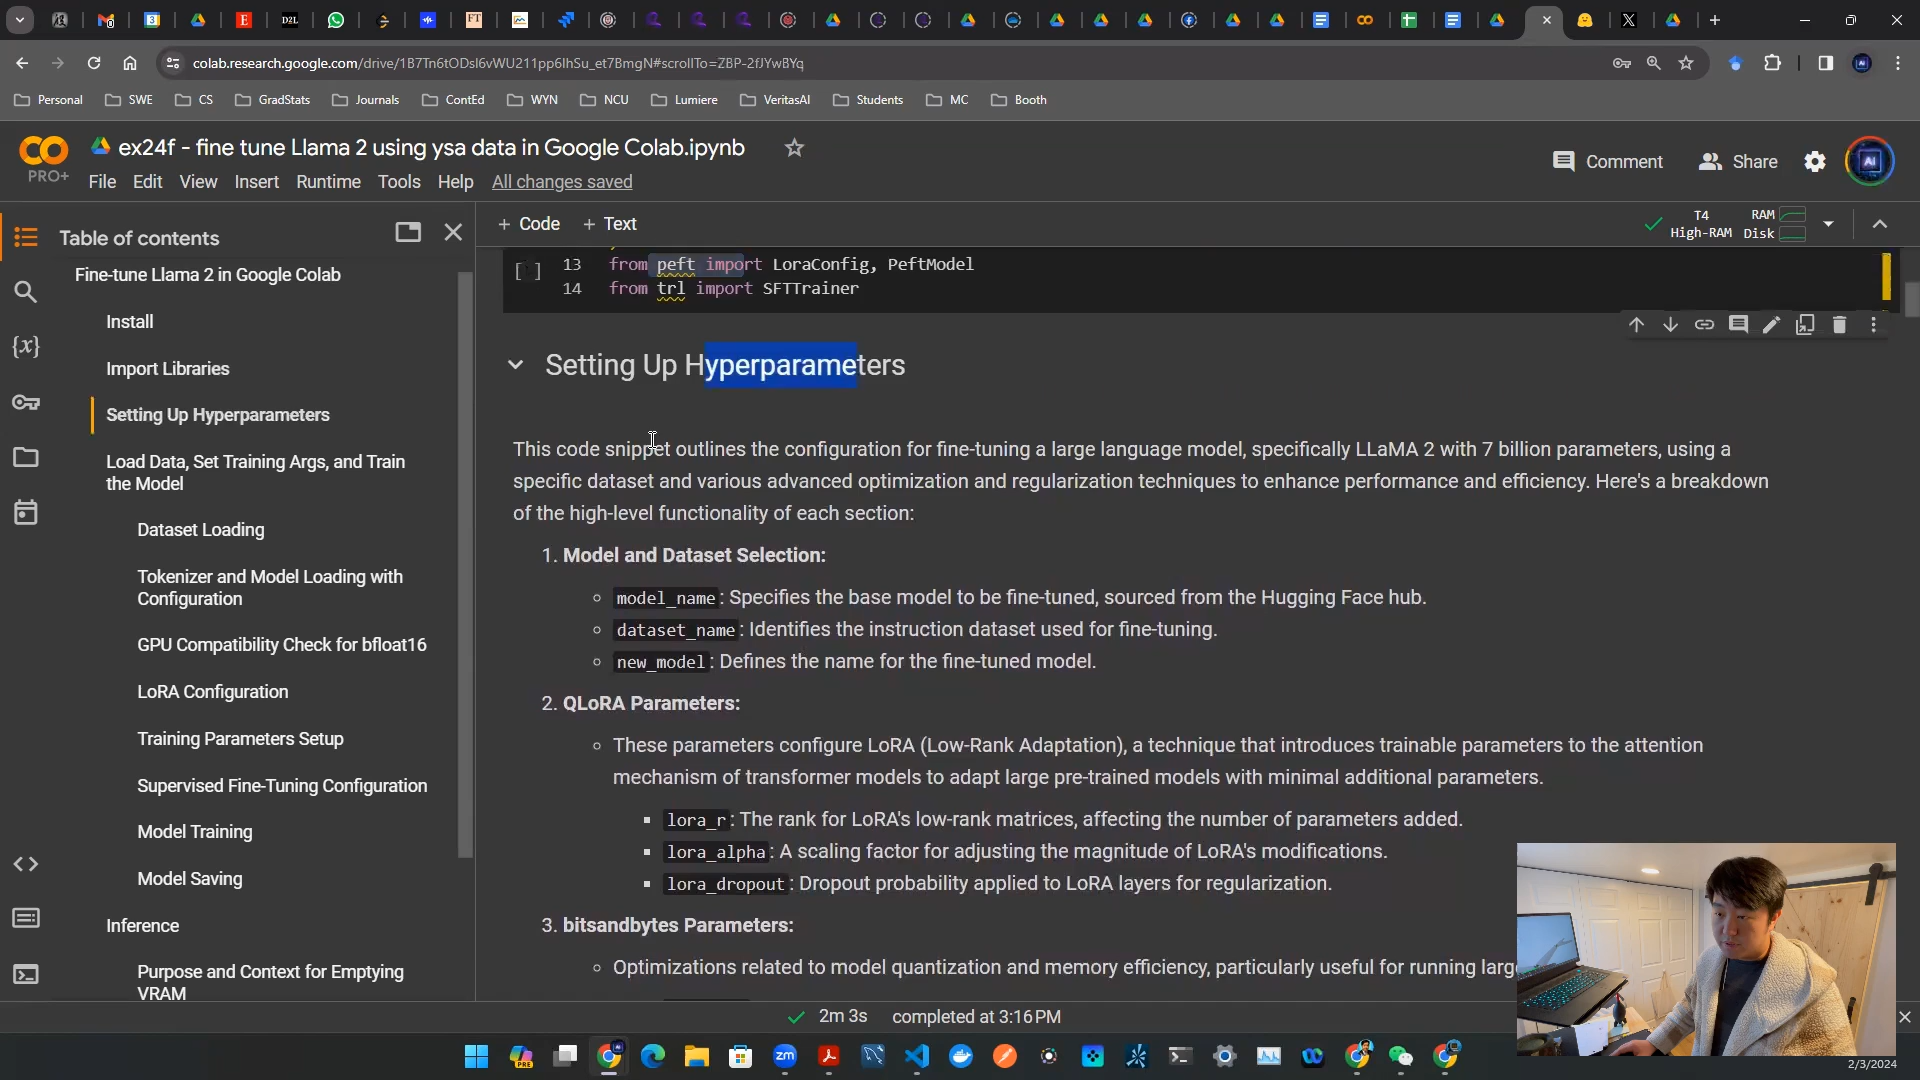 colab.research.google.com/drive/1B7Tn6tODsl6vWU211pp6IhSu_et7BmgN#scrollTo=ZBP-2fJYwBYq
Personal SWE CS GradStats Journals ContEd WYN NCU Lumiere VeritasAI Students MC Booth
CO PRO+
ex24f - fine tune Llama 2 using ysa data in Google Colab.ipynb
File Edit View Insert Runtime Tools Help All changes saved
Comment Share
+ Code + Text
T4 High-RAM
RAM
Disk
Table of contents
Fine-tune Llama 2 in Google Colab
Install
Import Libraries
Setting Up Hyperparameters
Load Data, Set Training Args, and Train
the Model
Dataset Loading
Tokenizer and Model Loading with
Configuration
GPU Compatibility Check for bfloat16
LoRA Configuration
Training Parameters Setup
Supervised Fine-Tuning Configuration
Model Training
Model Saving
Inference
Purpose and Context for Emptying
VRAM
[ ] 13 from peft import LoraConfig, PeftModel
14 from trl import SFTTrainer
Setting Up Hyperparameters
This code snippet outlines the configuration for fine-tuning a large language model, specifically LLaMA 2 with 7 billion parameters, using a
specific dataset and various advanced optimization and regularization techniques to enhance performance and efficiency. Here's a breakdown
of the high-level functionality of each section:
1. Model and Dataset Selection:
model_name: Specifies the base model to be fine-tuned, sourced from the Hugging Face hub.
dataset_name: Identifies the instruction dataset used for fine-tuning.
new_model: Defines the name for the fine-tuned model.
2. QLoRA Parameters:
These parameters configure LoRA (Low-Rank Adaptation), a technique that introduces trainable parameters to the attention
mechanism of transformer models to adapt large pre-trained models with minimal additional parameters.
lora_r: The rank for LoRA's low-rank matrices, affecting the number of parameters added.
lora_alpha: A scaling factor for adjusting the magnitude of LoRA's modifications.
lora_dropout: Dropout probability applied to LoRA layers for regularization.
3. bitsandbytes Parameters:
Optimizations related to model quantization and memory efficiency, particularly useful for running larg
2m 3s completed at 3:16 PM
2/3/2024